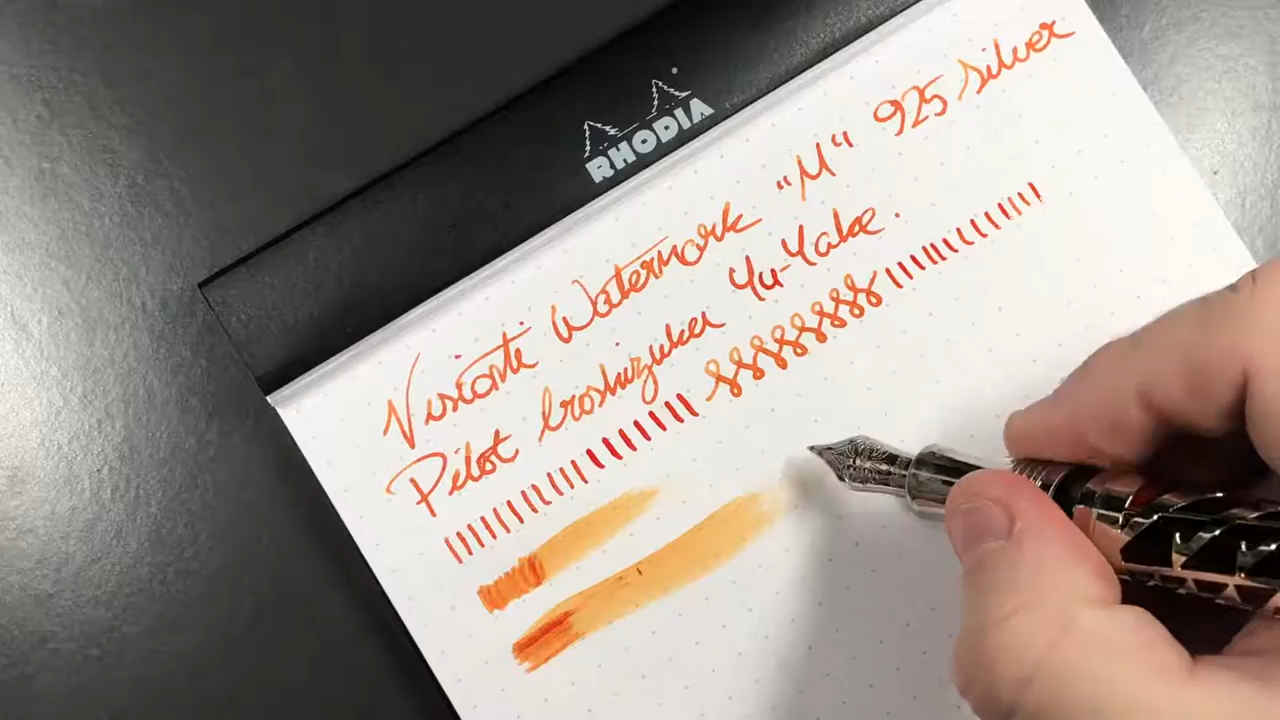 RHODIA
Visconti Watermark "M" 925 Silver
Pilot Iroshizuku Yu-Yake.